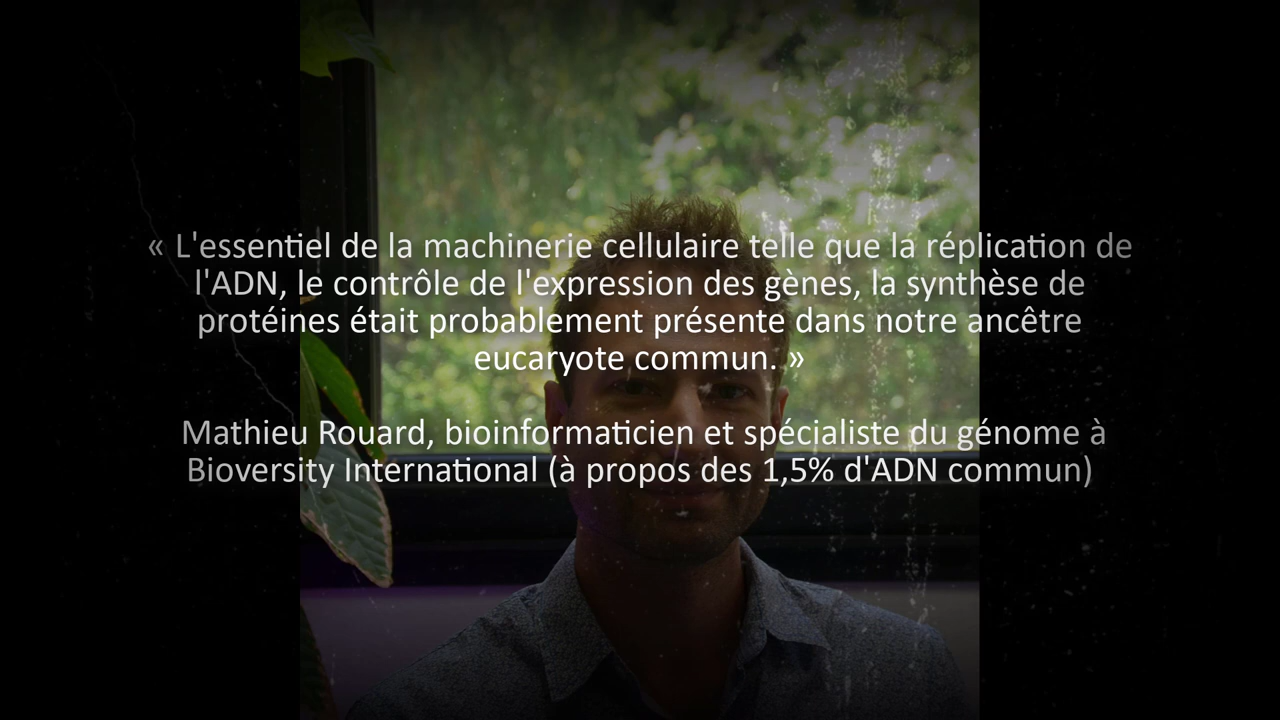 « L'essentiel de la machinerie cellulaire telle que la réplication de
l'ADN, le contrôle de l'expression des gènes, la synthèse de
protéines était probablement présente dans notre ancêtre
eucaryote commun. »
Mathieu Rouard, bioinformaticien et spécialiste du génome à
Bioversity International (à propos des 1,5% d'ADN commun)